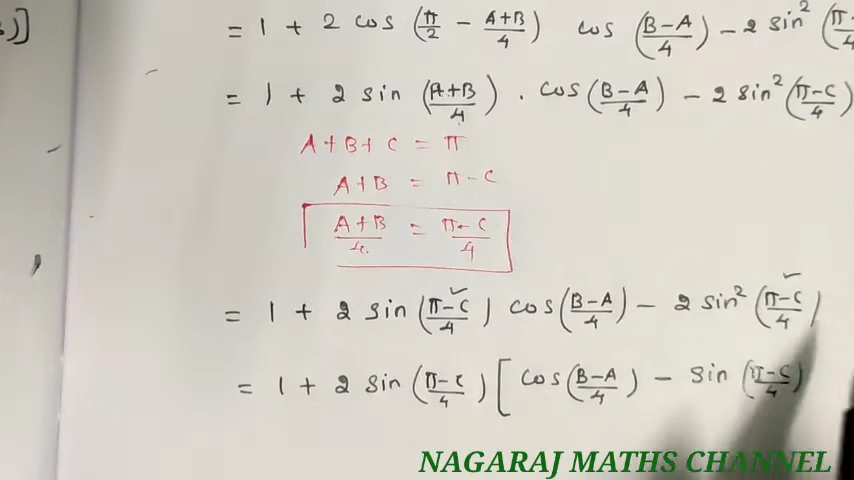 )]
= 1 + 2 cos (π/2 - A+B/4) cos (B-A/4) - 2 sin² (π-
= 1 + 2 sin (A+B/4) . cos (B-A/4) - 2 sin² (π-C/4)
A+B+C = π
A+B = π-C
A+B/4 = π-C/4
= 1 + 2 sin (π-C/4) cos (B-A/4) - 2 sin² (π-C/4)
= 1 + 2 sin (π-C/4) [ cos (B-A/4) - sin (π-C/4)
NAGARAJ MATHS CHANNEL